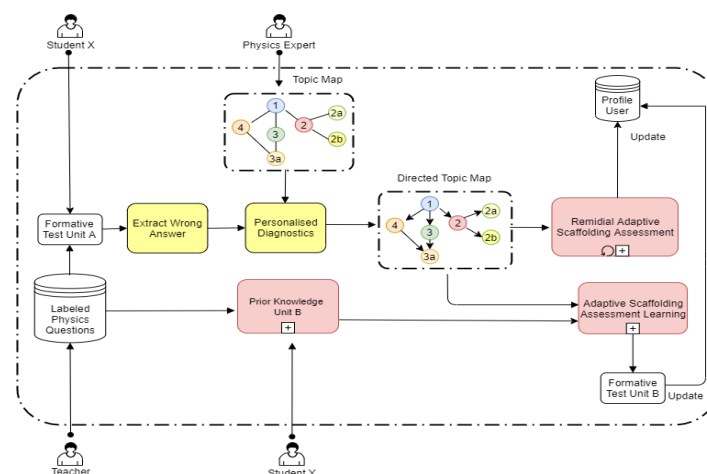 Student X
Physics Expert
Topic Map
1
2a
4
2
3
2b
3a
Profile
User
Update
Directed Topic Map
1
2a
4
2
3
2b
3a
Formative
Test Unit A
Extract Wrong
Answer
Personalised
Diagnostics
Remidial Adaptive
Scaffolding Assessment
Labeled
Physics
Questions
Prior Knowledge
Unit B
Adaptive Scaffolding
Assessment Learning
Formative
Test Unit B
Update
Teacher
Student Y